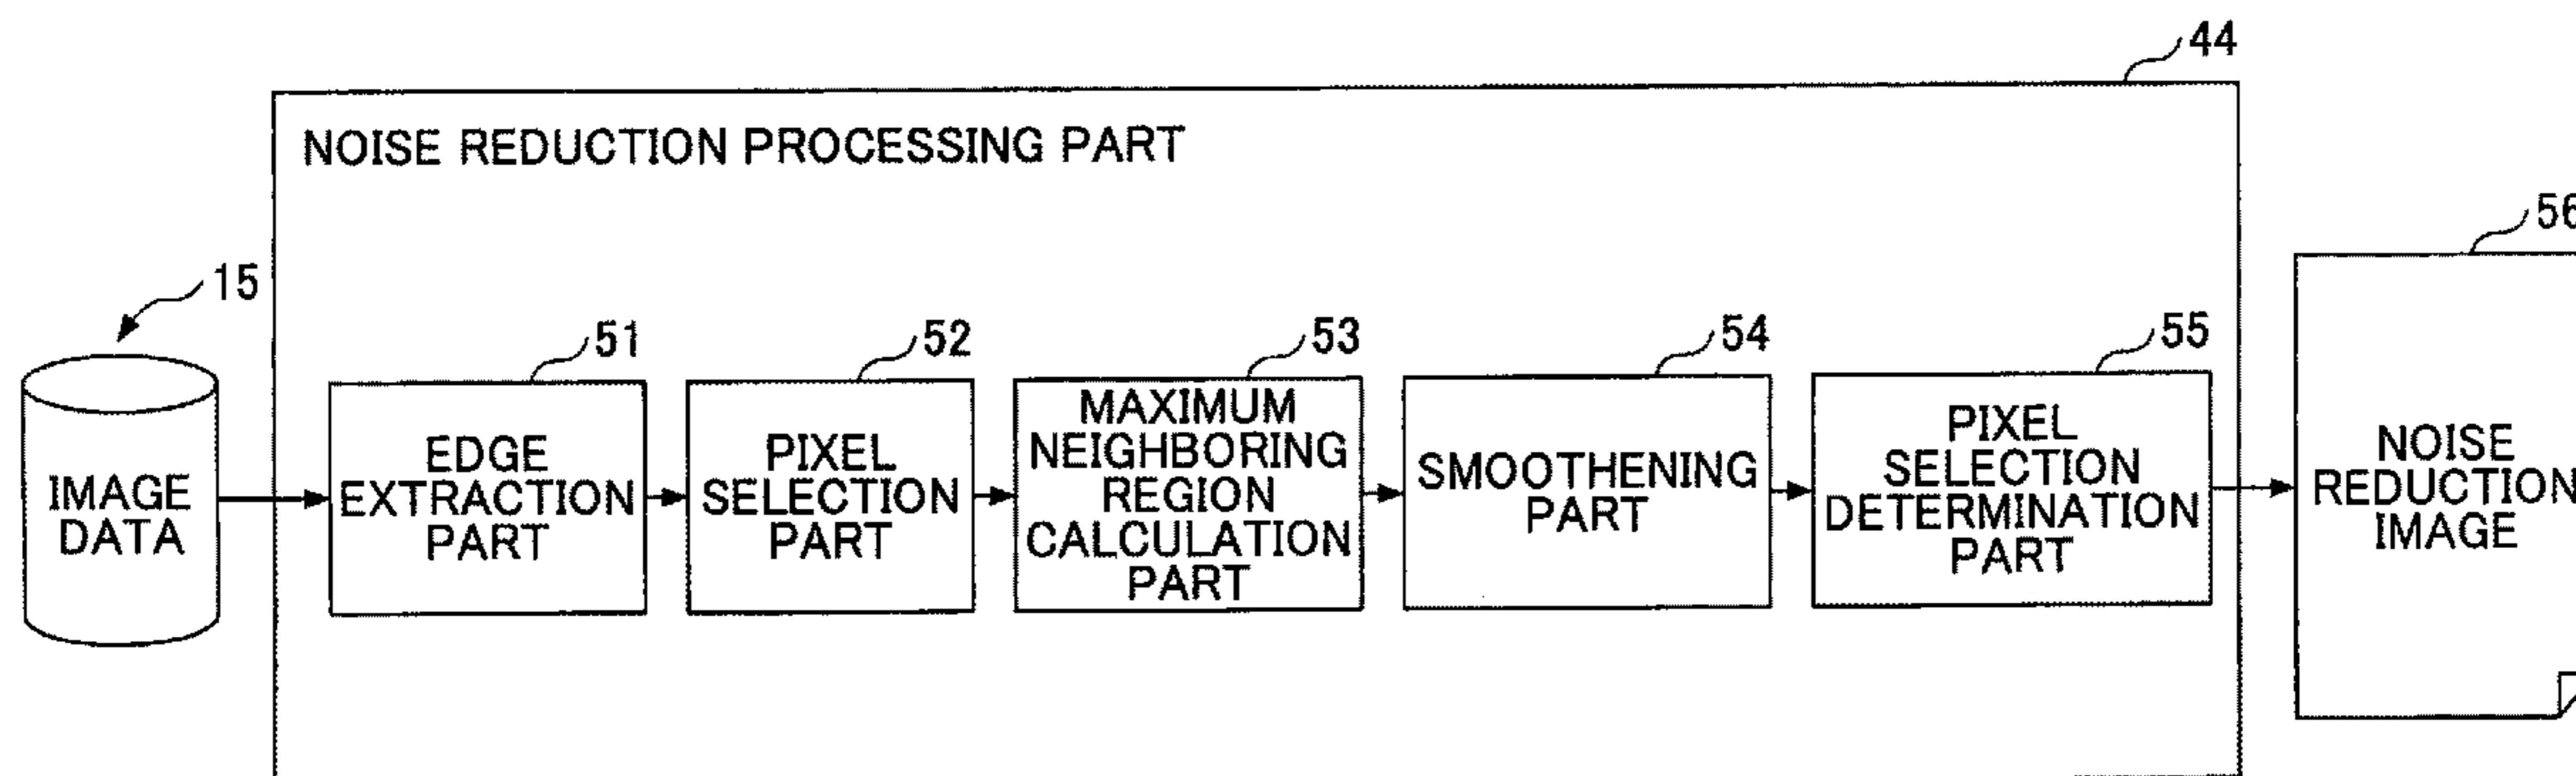 44
NOISE REDUCTION PROCESSING PART
56
15
51
52
53
54
55
IMAGE
DATA
EDGE
EXTRACTION
PART
PIXEL
SELECTION
PART
MAXIMUM
NEIGHBORING
REGION
CALCULATION
PART
SMOOTHENING
PART
PIXEL
SELECTION
DETERMINATION
PART
NOISE
REDUCTION
IMAGE